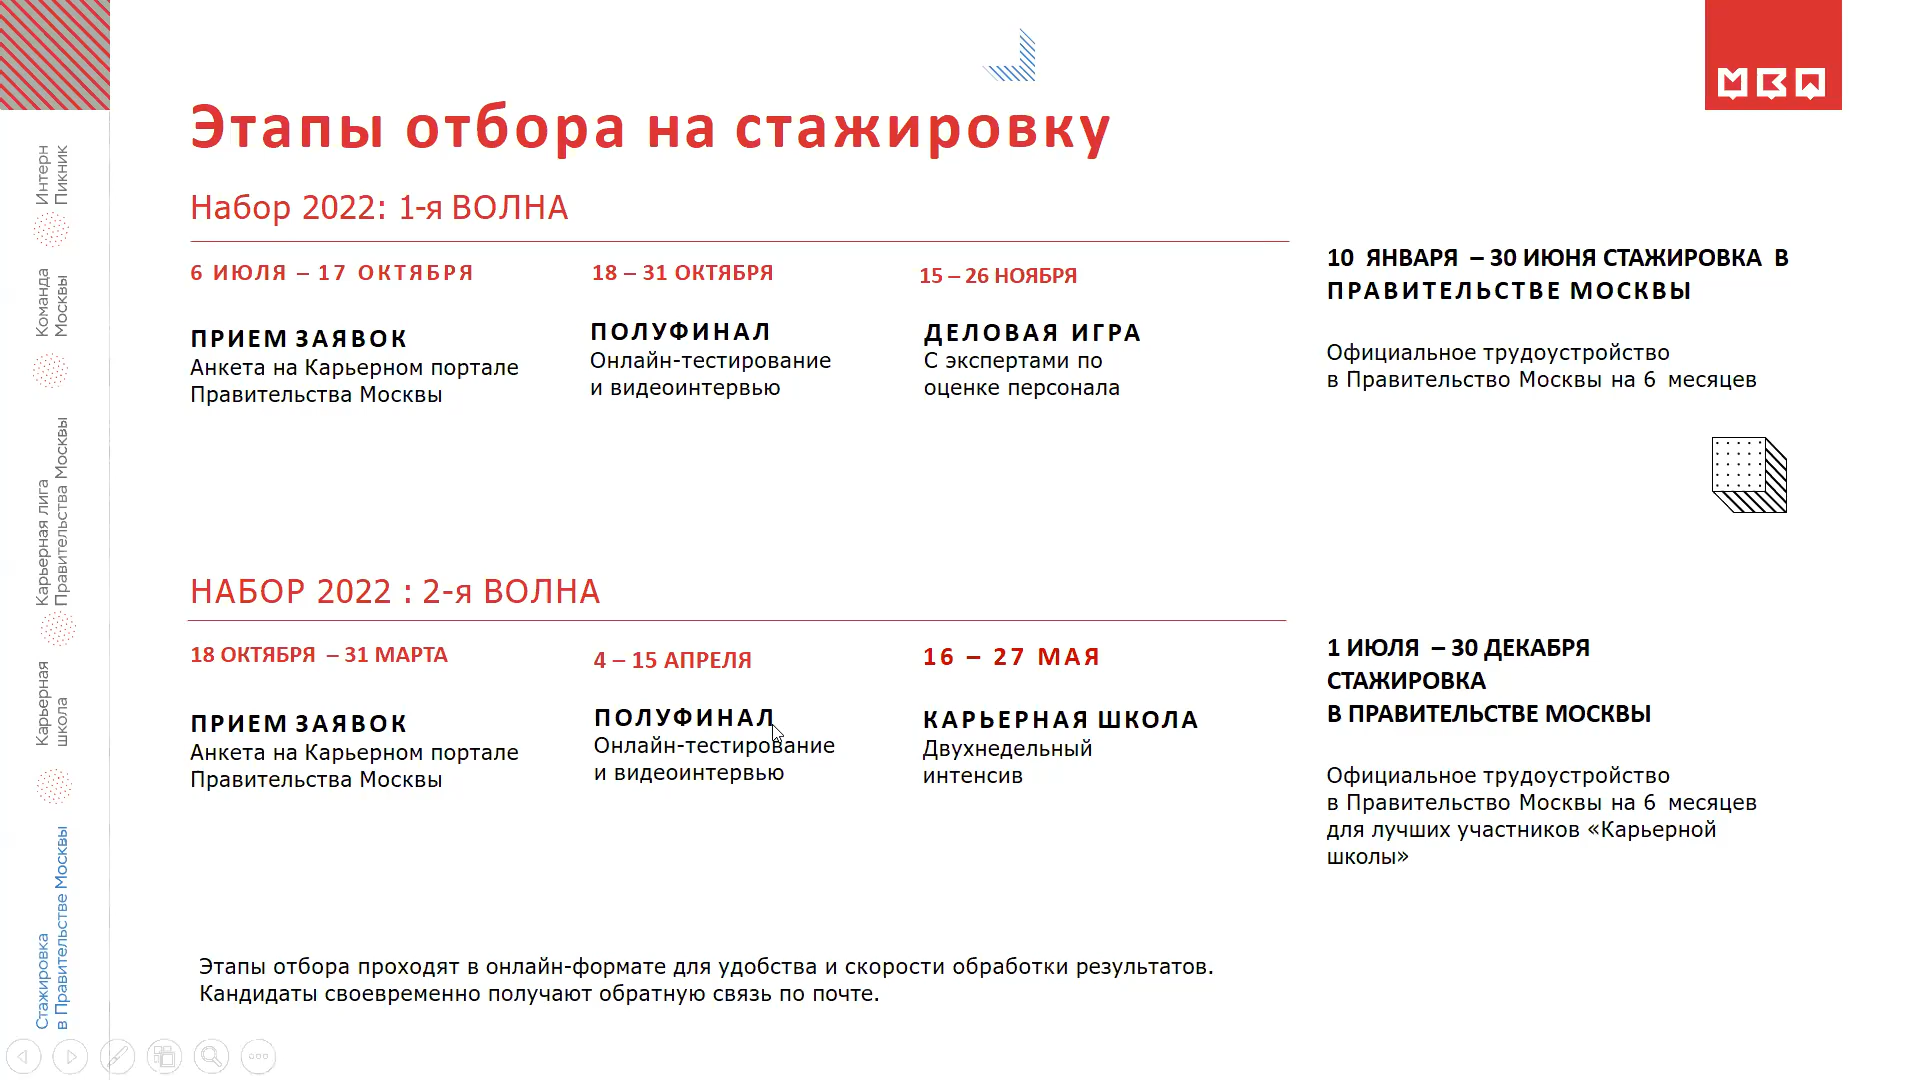 Этапы отбора на стажировку
Набор 2022: 1-я ВОЛНА
6 ИЮЛЯ – 17 ОКТЯБРЯ
ПРИЕМ ЗАЯВОК
Анкета на Карьерном портале
Правительства Москвы
18 – 31 ОКТЯБРЯ
ПОЛУФИНАЛ
Онлайн-тестирование
и видеоинтервью
15 – 26 НОЯБРЯ
ДЕЛОВАЯ ИГРА
С экспертами по
оценке персонала
10 ЯНВАРЯ – 30 ИЮНЯ СТАЖИРОВКА В
ПРАВИТЕЛЬСТВЕ МОСКВЫ
Официальное трудоустройство
в Правительство Москвы на 6 месяцев
НАБОР 2022 : 2-я ВОЛНА
18 ОКТЯБРЯ – 31 МАРТА
ПРИЕМ ЗАЯВОК
Анкета на Карьерном портале
Правительства Москвы
4 – 15 АПРЕЛЯ
ПОЛУФИНАЛ
Онлайн-тестирование
и видеоинтервью
16 – 27 МАЯ
КАРЬЕРНАЯ ШКОЛА
Двухнедельный
интенсив
1 ИЮЛЯ – 30 ДЕКАБРЯ
СТАЖИРОВКА
В ПРАВИТЕЛЬСТВЕ МОСКВЫ
Официальное трудоустройство
в Правительство Москвы на 6 месяцев
для лучших участников «Карьерной
школы»
Этапы отбора проходят в онлайн-формате для удобства и скорости обработки результатов.
Кандидаты своевременно получают обратную связь по почте.
Интерн
Пикник
Команда
Москвы
Карьерная лига
Правительства Москвы
Карьерная
школа
Стажировка
в Правительстве Москвы